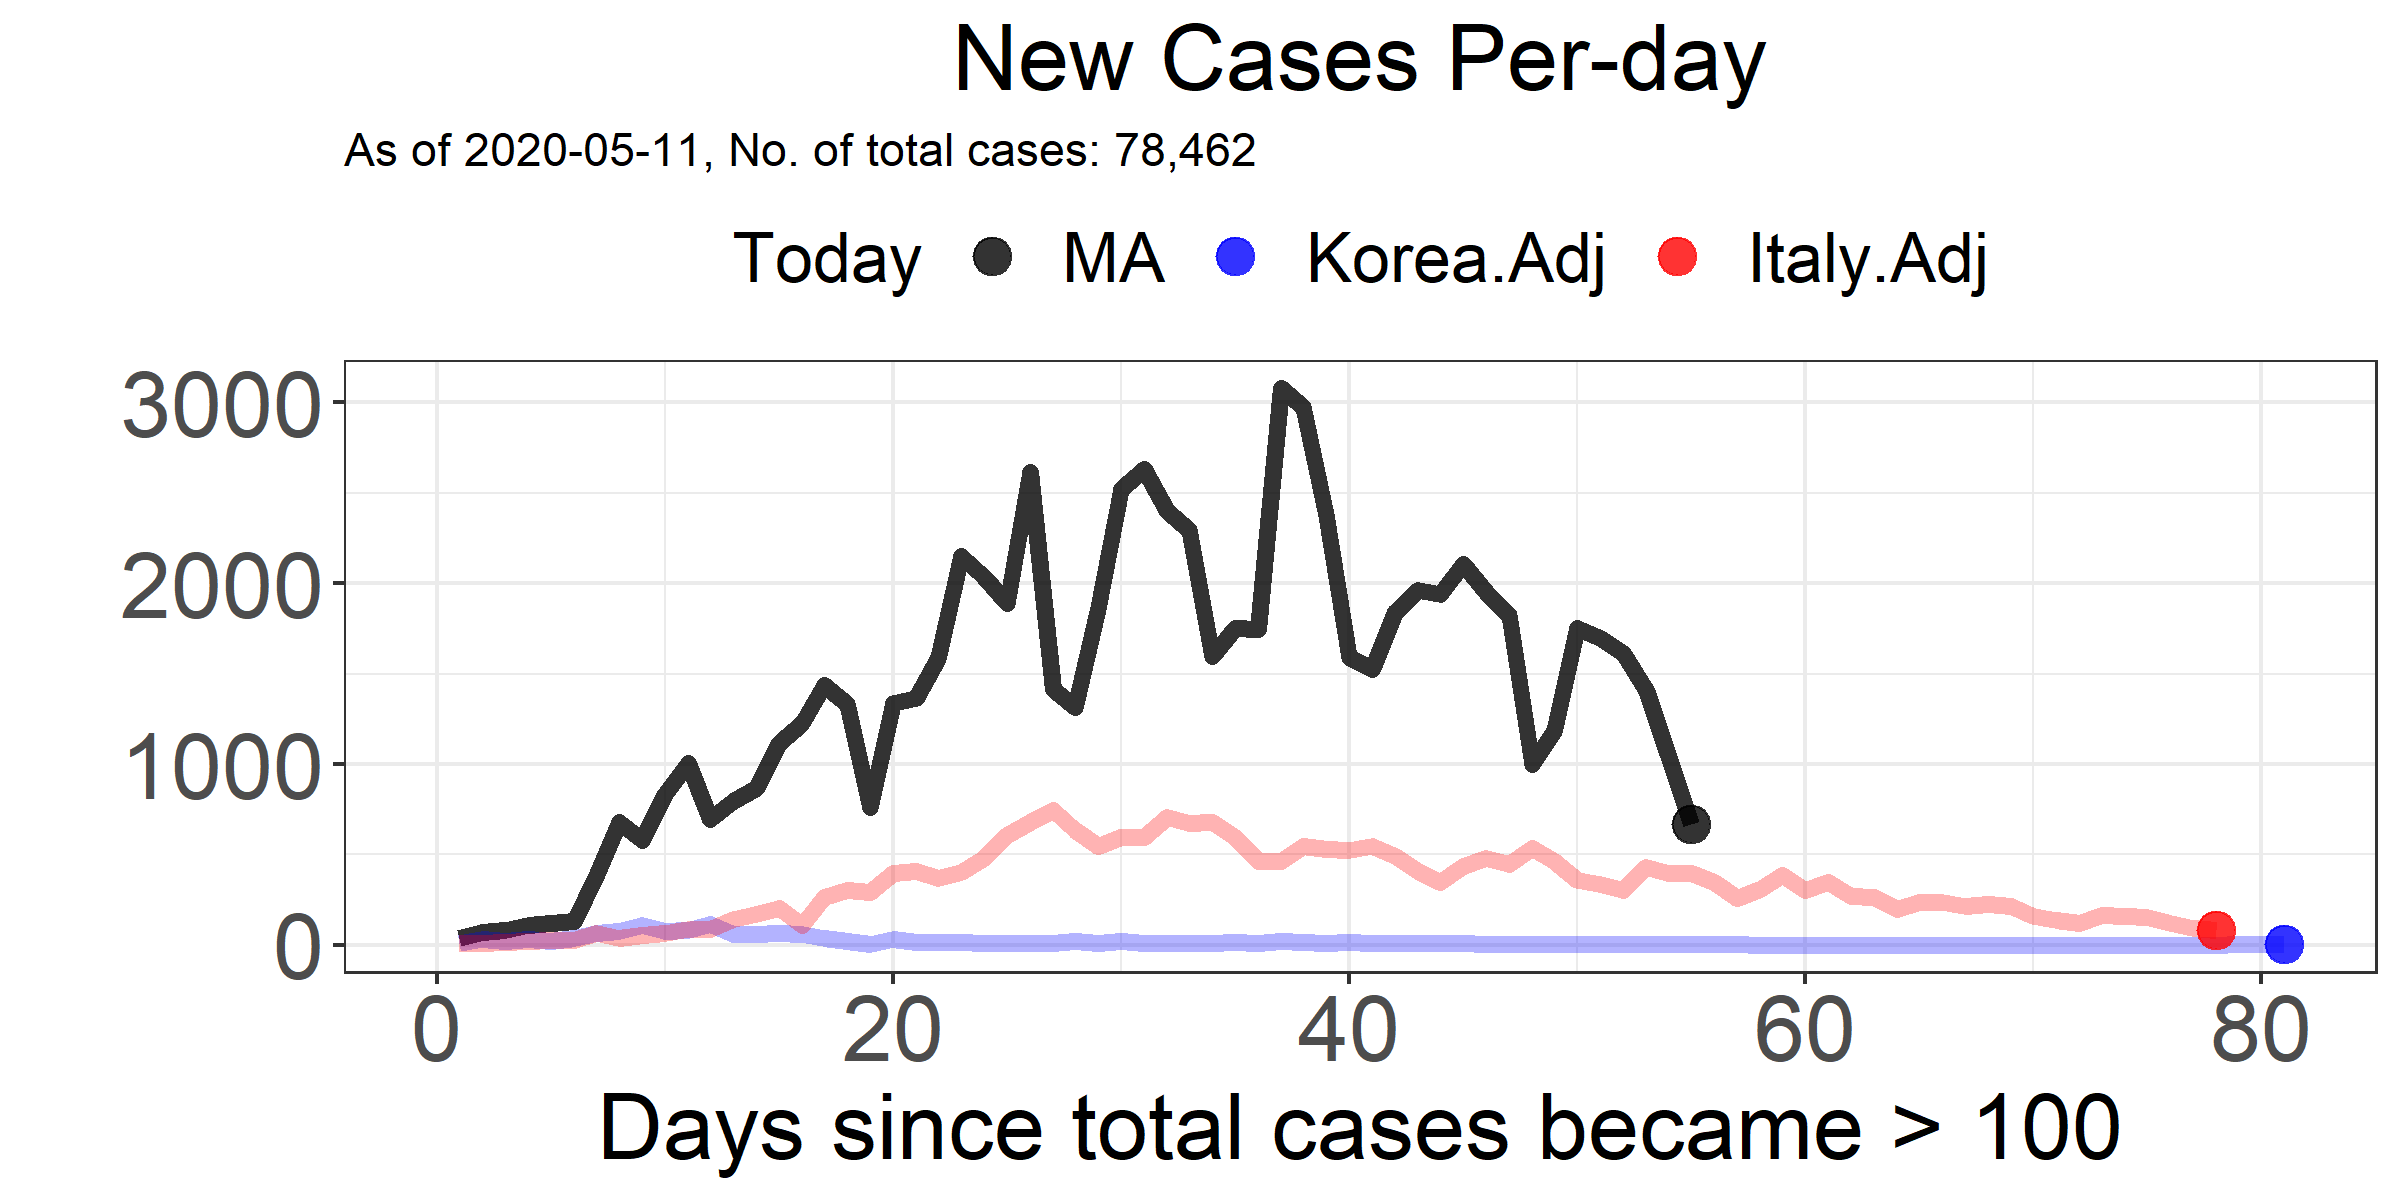 New Cases Per-day
As of 2020-05-11, No. of total cases: 78,462
Today MA Korea.Adj Italy.Adj
3000
2000
1000
0
0 20 40 60 80
Days since total cases became > 100